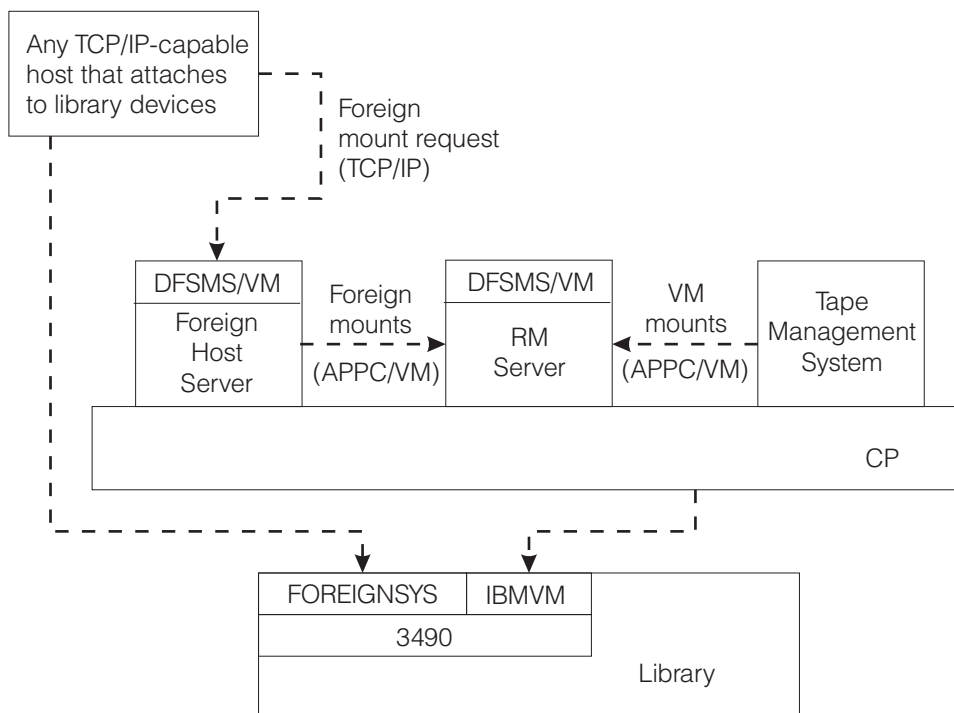 Any TCP/IP-capable
host that attaches
to library devices
Foreign
mount request
(TCP/IP)
DFSMS/VM
Foreign
Host
Server
Foreign
mounts
(APPC/VM)
DFSMS/VM
RM
Server
VM
mounts
(APPC/VM)
Tape
Management
System
CP
FOREIGNSYS
IBMVM
3490
Library